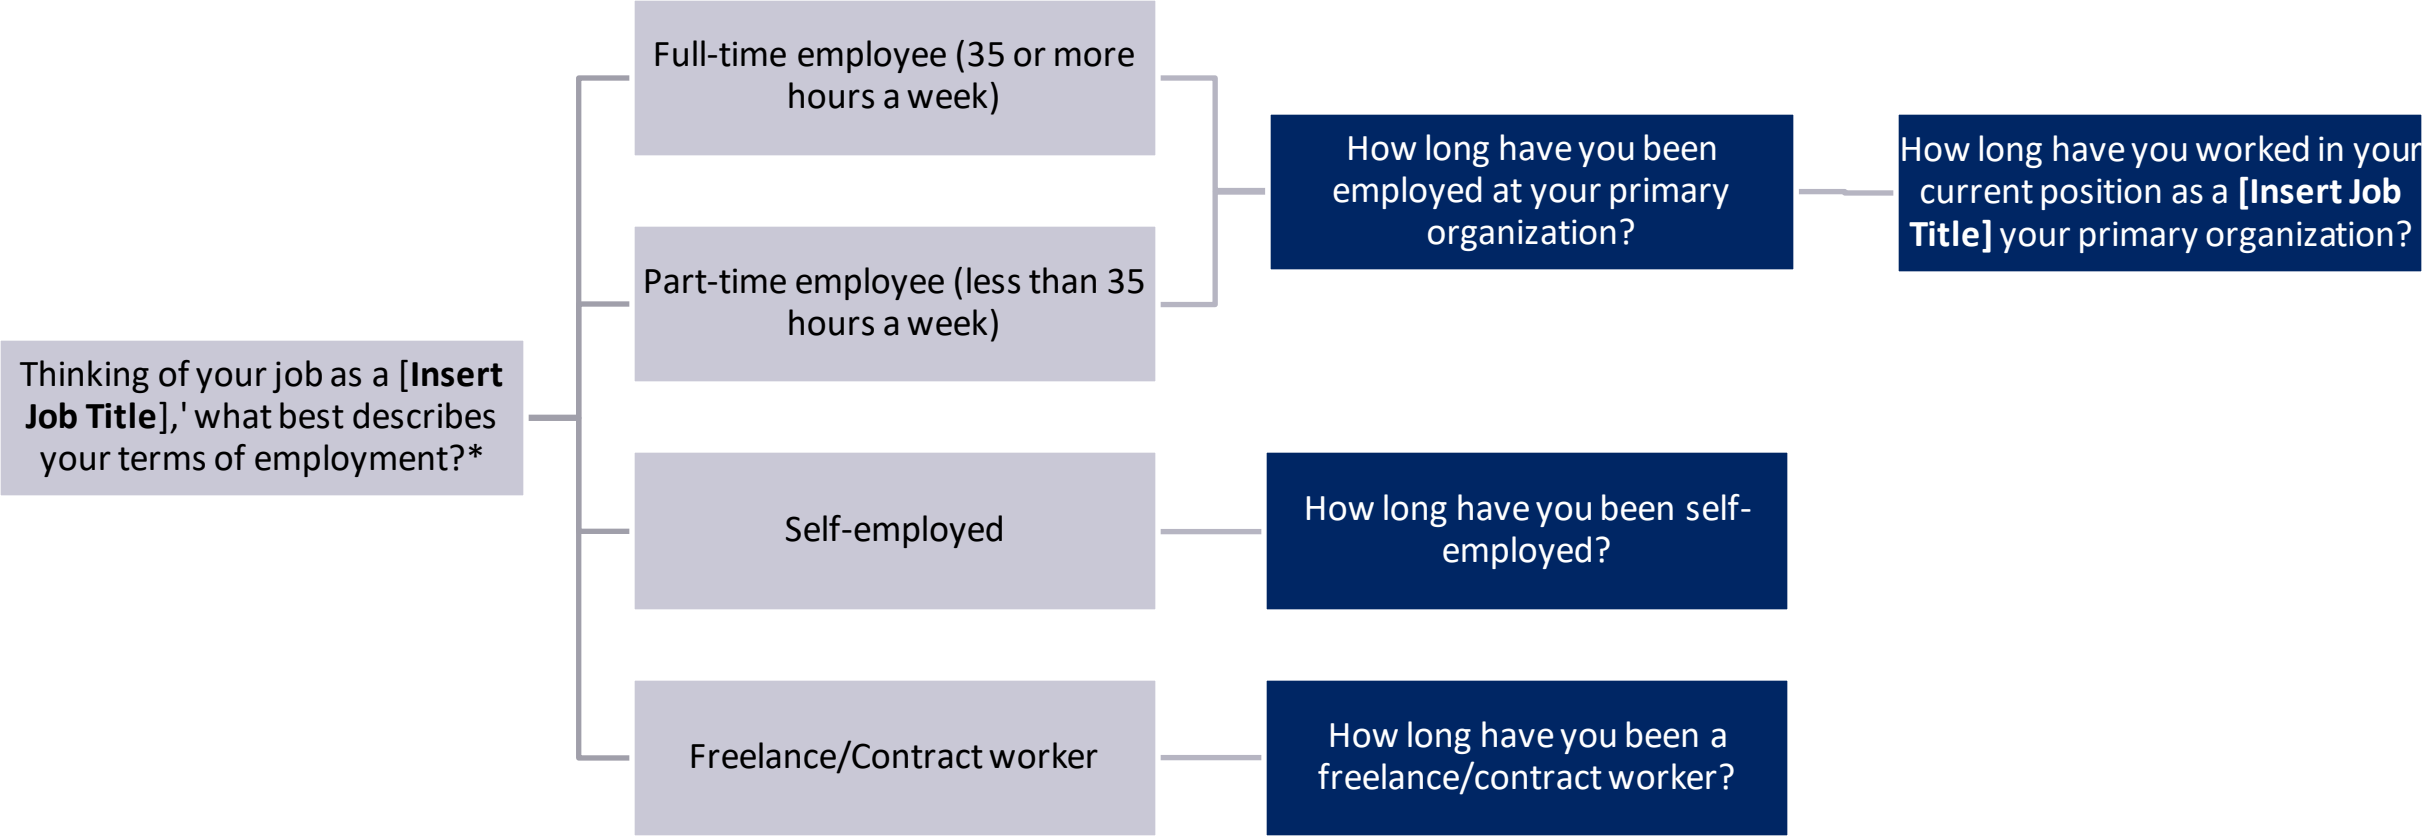 Thinking of your job as a [Insert
Job Title],' what best describes
your terms of employment?*
Full-time employee (35 or more
hours a week)
Part-time employee (less than 35
hours a week)
How long have you been
employed at your primary
organization?
How long have you worked in your
current position as a [Insert Job
Title] your primary organization?
Self-employed
How long have you been self-
employed?
Freelance/Contract worker
How long have you been a
freelance/contract worker?